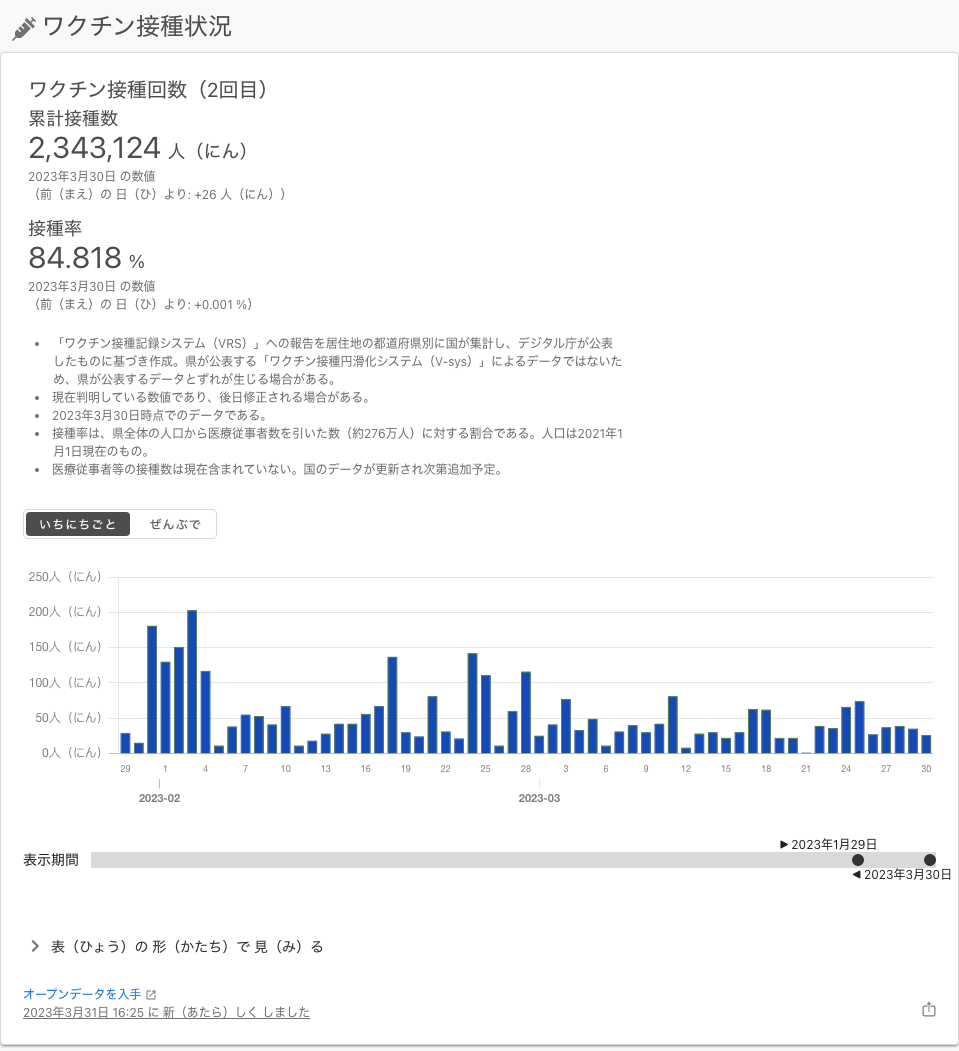 ワクチン接種状況
ワクチン接種回数（2回目）
累計接種数
2,343,124 人（にん）
2023年3月30日 の数値
（前（まえ）の 日（ひ）より: +26 人（にん））
接種率
84.818 %
2023年3月30日 の数値
（前（まえ）の 日（ひ）より: +0.001 %）
• 「ワクチン接種記録システム（VRS）」への報告を居住地の都道府県別に国が集計し、デジタル庁が公表
したものに基づき作成。県が公表する「ワクチン接種円滑化システム（V-sys）」によるデータではないた
め、県が公表するデータとずれが生じる場合がある。
• 現在判明している数値であり、後日修正される場合がある。
• 2023年3月30日時点でのデータである。
• 接種率は、県全体の人口から医療従事者数を引いた数（約276万人）に対する割合である。人口は2021年1
月1日現在のもの。
• 医療従事者等の接種数は現在含まれていない。国のデータが更新され次第追加予定。
いちにちごと ぜんぶで
250人（にん）
200人（にん）
150人（にん）
100人（にん）
50人（にん）
0人（にん）
29 1 4 7 10 13 16 19 22 25 28 3 6 9 12 15 18 21 24 27 30
2023-02 2023-03
▶ 2023年1月29日
表示期間
◀ 2023年3月30日
表（ひょう）の 形（かたち）で 見（み）る
オープンデータを入手
2023年3月31日 16:25 に 新（あたら）しく しました